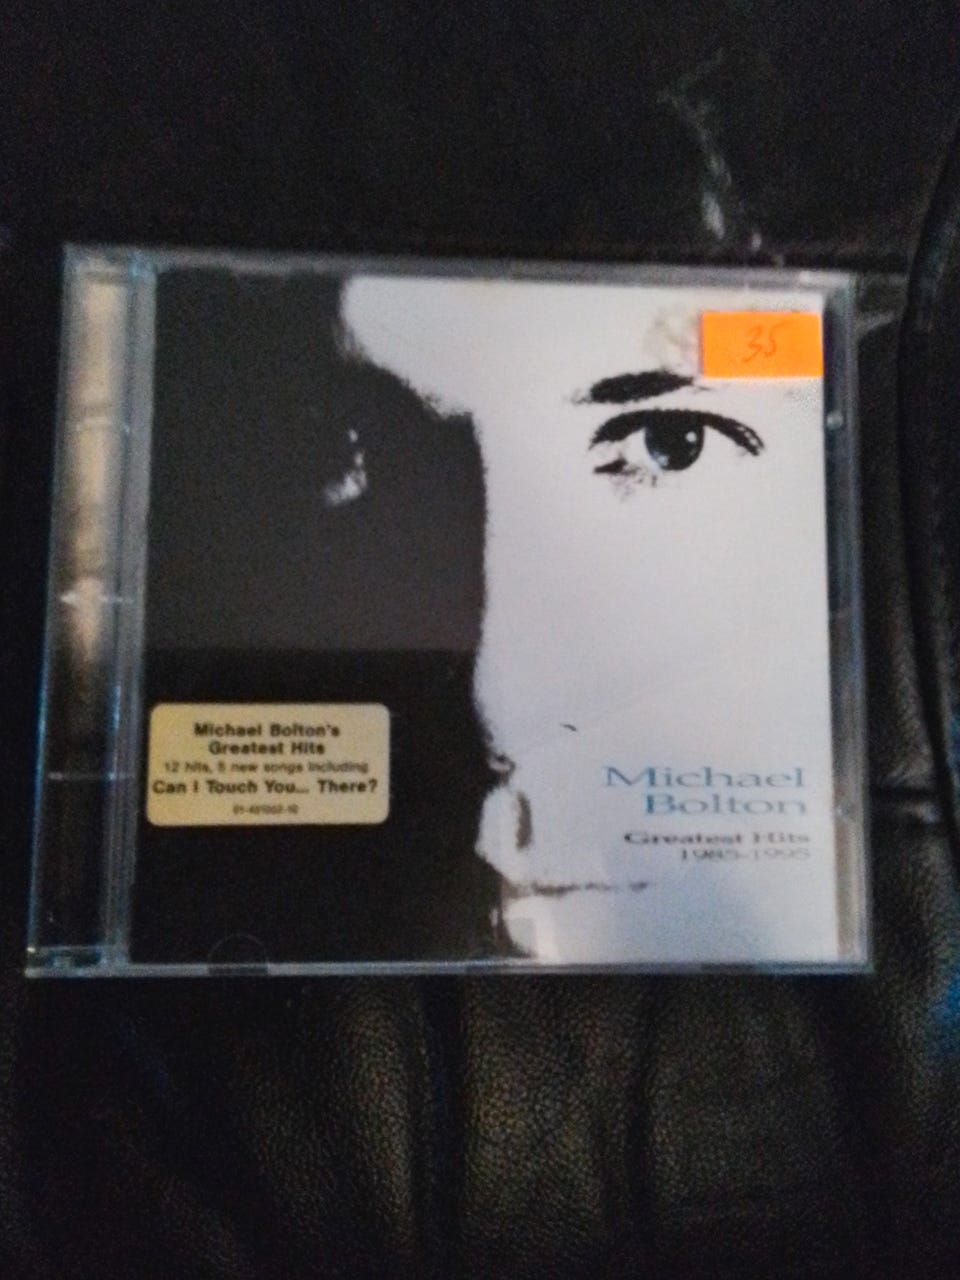 35
Michael Bolton's
Greatest Hits
12 hits, 5 new songs including
Can I Touch You... There?
Michael
Bolton
Greatest Hits
1985-1995